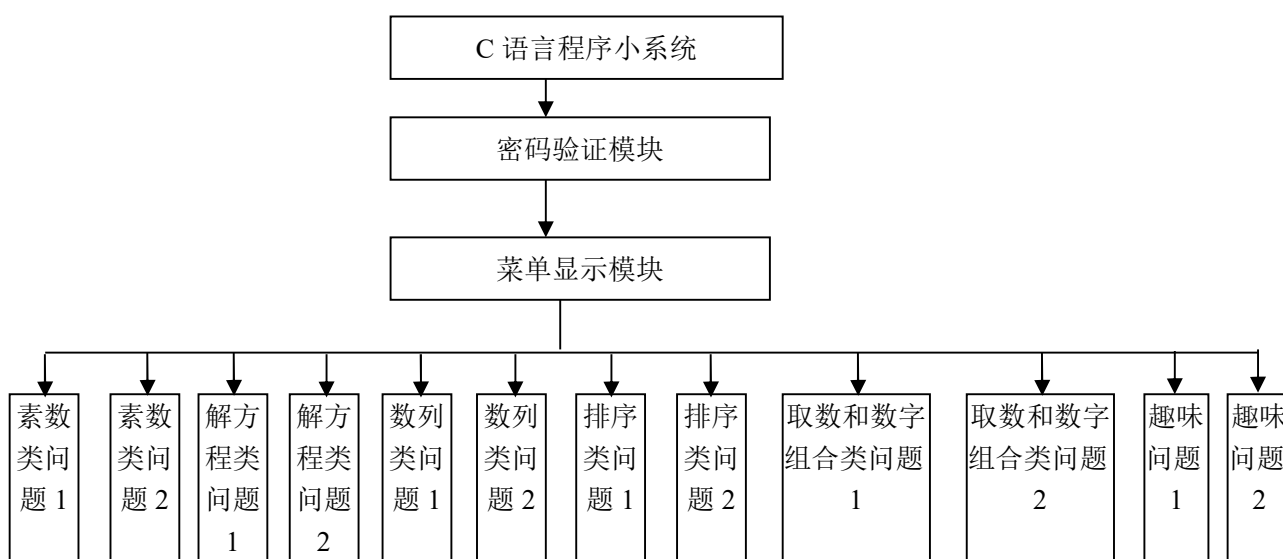 C 语言程序小系统
密码验证模块
菜单显示模块
素数
类问
题 1
素数
类问
题 2
解方
程类
问题
1
解方
程类
问题
2
数列
类问
题 1
数列
类问
题 2
排序
类问
题 1
排序
类问
题 2
取数和数字
组合类问题
1
取数和数字
组合类问题
2
趣味
问题
1
趣味
问题
2